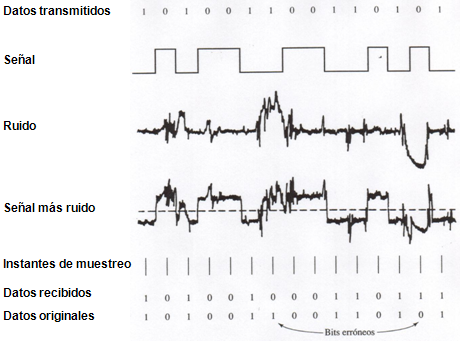 Datos transmitidos 1 0 1 0 0 1 1 0 0 1 1 0 1 0 1
Señal
Ruido
Señal más ruido
Instantes de muestreo
Datos recibidos 1 0 1 0 0 1 0 0 0 1 1 0 1 1 1
Datos originales 1 0 1 0 0 1 1 0 0 1 1 0 1 0 1
Bits erróneos